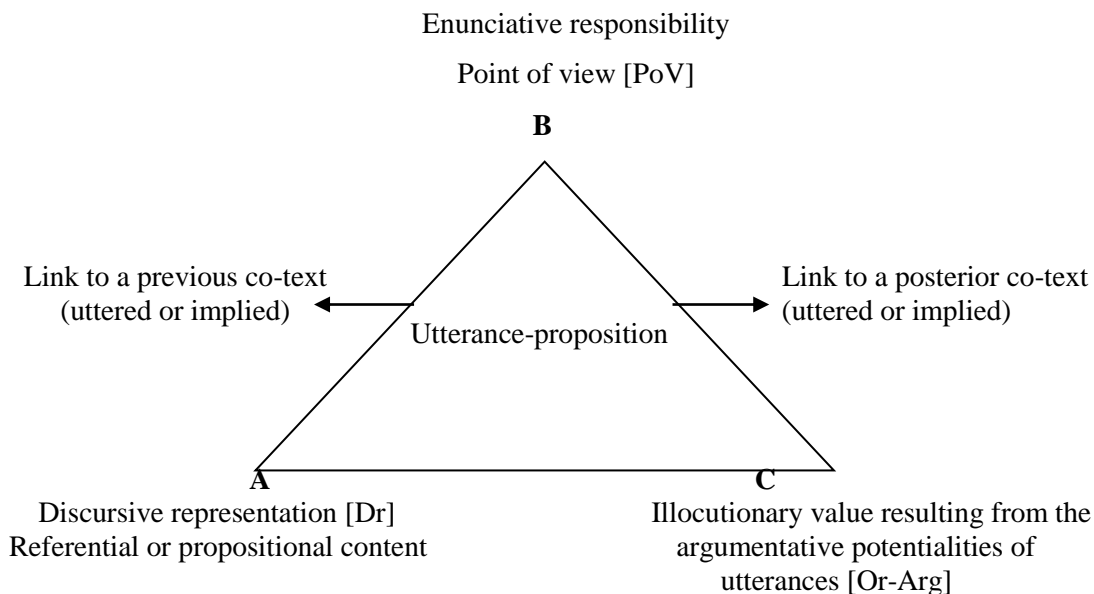 Enunciative responsibility
Point of view [PoV]
B
Link to a previous co-text
(uttered or implied)
Link to a posterior co-text
(uttered or implied)
Utterance-proposition
A
C
Discursive representation [Dr]
Referential or propositional content
Illocutionary value resulting from the
argumentative potentialities of
utterances [Or-Arg]